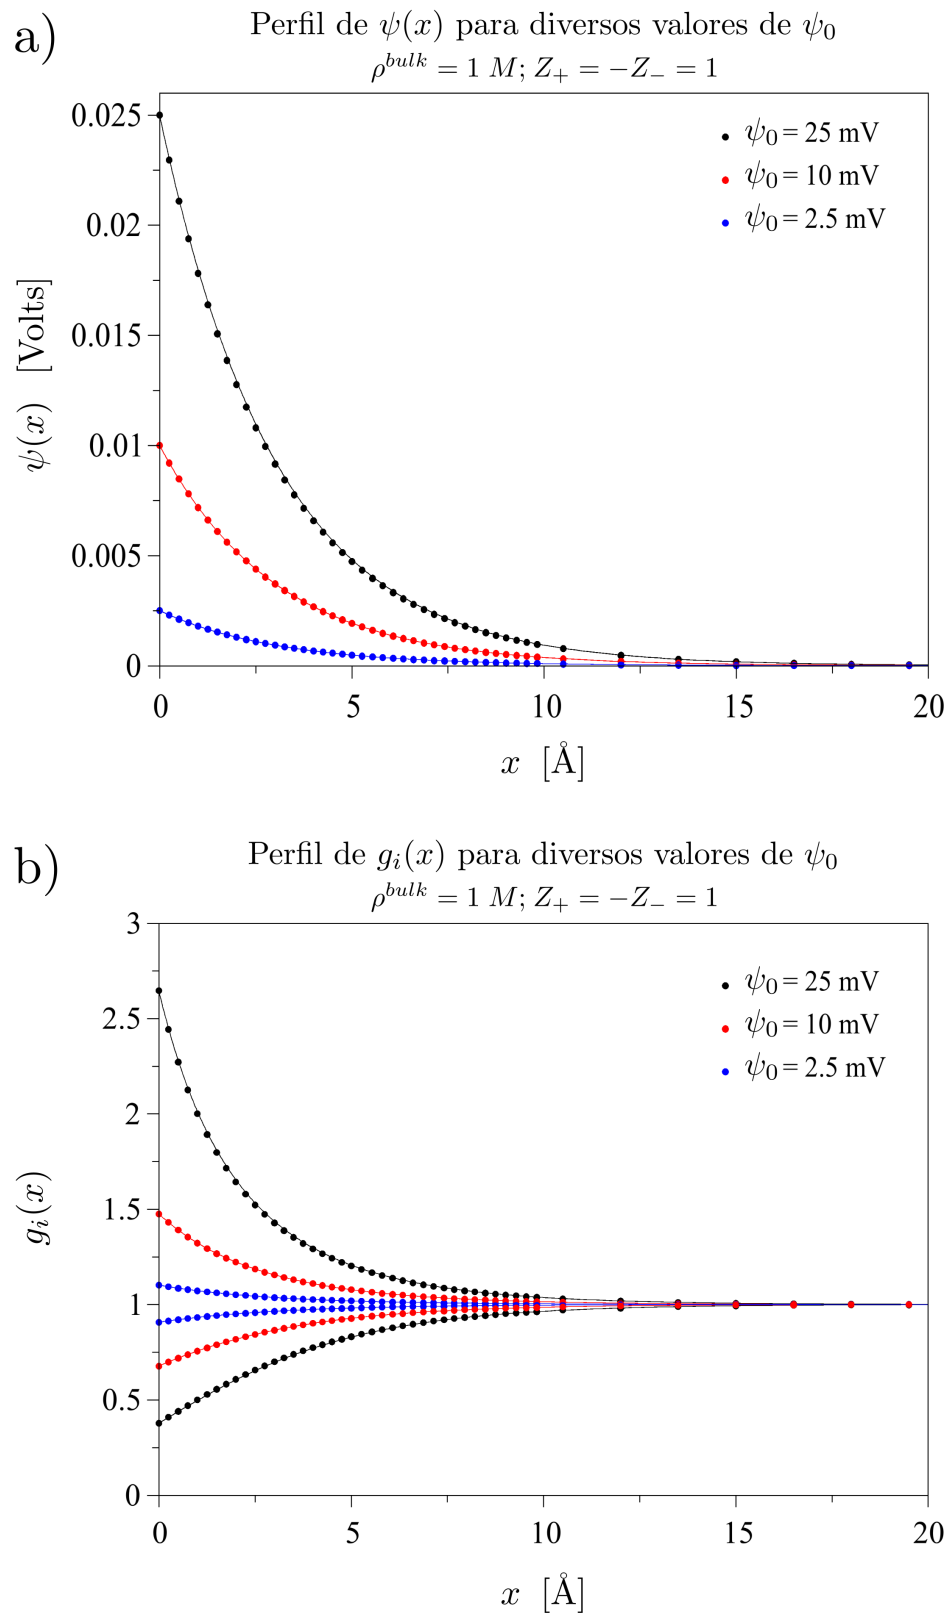 a)
Perfil de ψ(x) para diversos valores de ψ₀
ρ^{bulk} = 1 M; Z₊ = −Z₋ = 1
0.025
0.02
0.015
0.01
0.005
0
ψ(x) [Volts]
ψ₀ = 25 mV
ψ₀ = 10 mV
ψ₀ = 2.5 mV
0 5 10 15 20
x [Å]
b)
Perfil de gᵢ(x) para diversos valores de ψ₀
ρ^{bulk} = 1 M; Z₊ = −Z₋ = 1
3
2.5
2
1.5
1
0.5
0
gᵢ(x)
ψ₀ = 25 mV
ψ₀ = 10 mV
ψ₀ = 2.5 mV
0 5 10 15 20
x [Å]